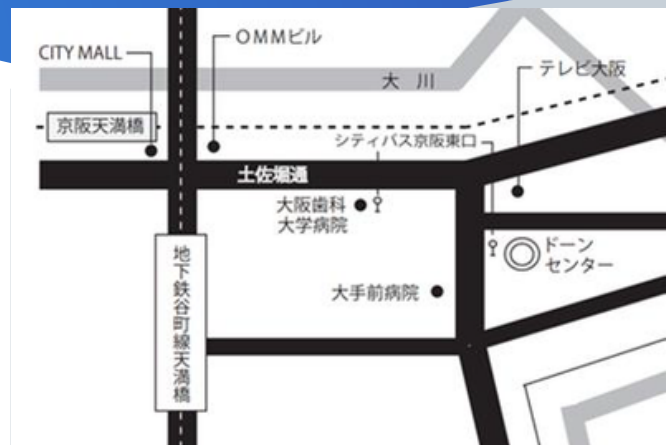 CITY MALL
OMMビル
大川
テレビ大阪
京阪天満橋
シティバス京阪東口
土佐堀通
大阪歯科
大学病院
ドーン
センター
地下鉄谷町線天満橋
大手前病院